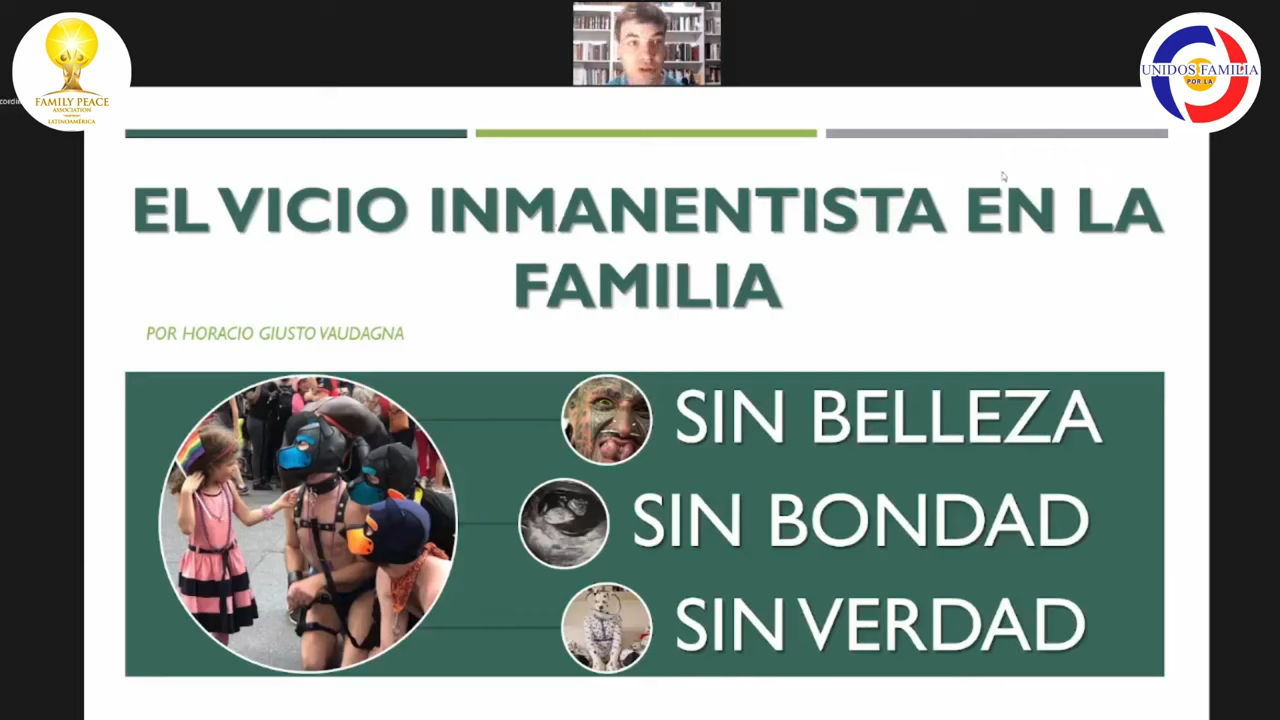 FAMILY PEACE
ASSOCIATION
LATINOAMÉRICA
UNIDOS FAMILIA
POR LA
EL VICIO INMANENTISTA EN LA
FAMILIA
POR HORACIO GIUSTO VAUDAGNA
SIN BELLEZA
SIN BONDAD
SIN VERDAD